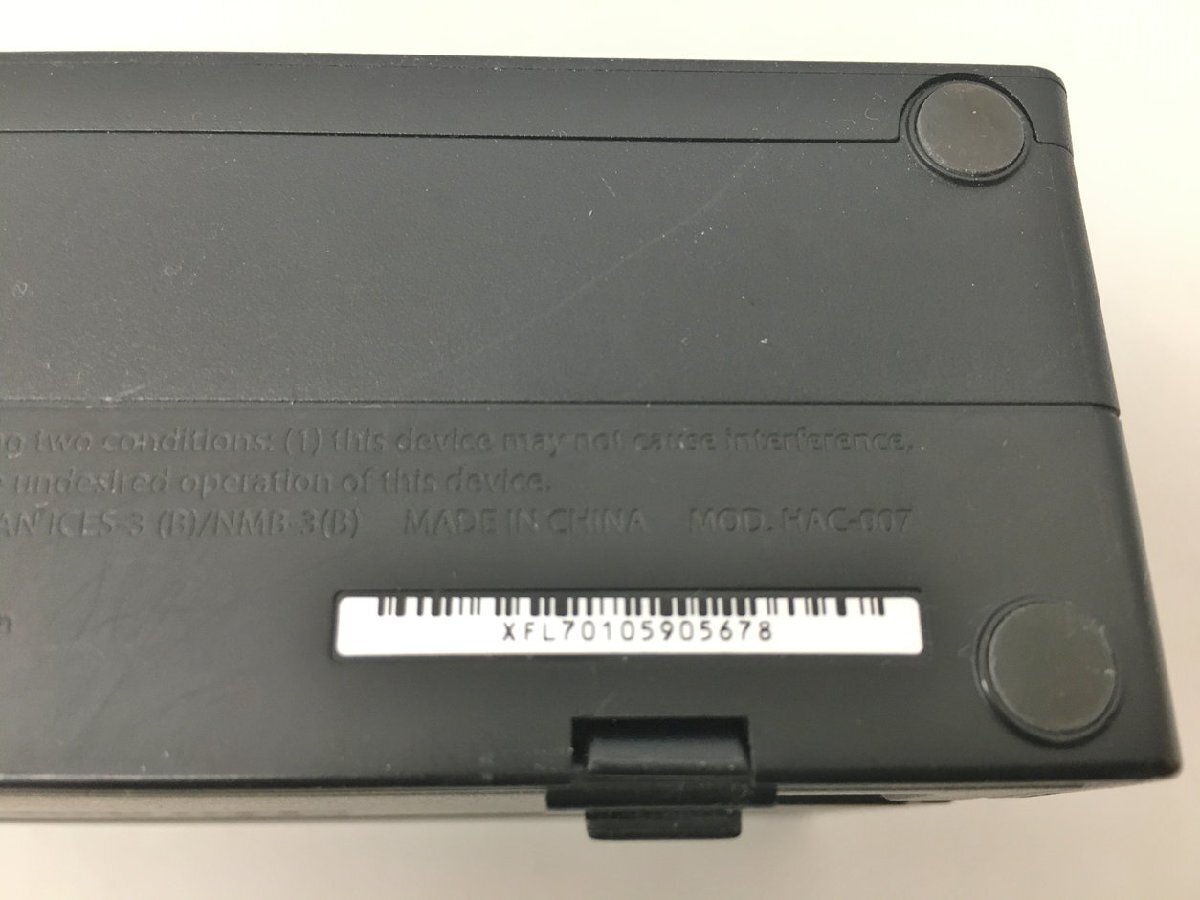 two conditions: (1) this device may not cause interference,
undesired operation of this device.
ICES-3 (B)/NMB-3(B) MADE IN CHINA MOD. HAC-007
XFL70105905678